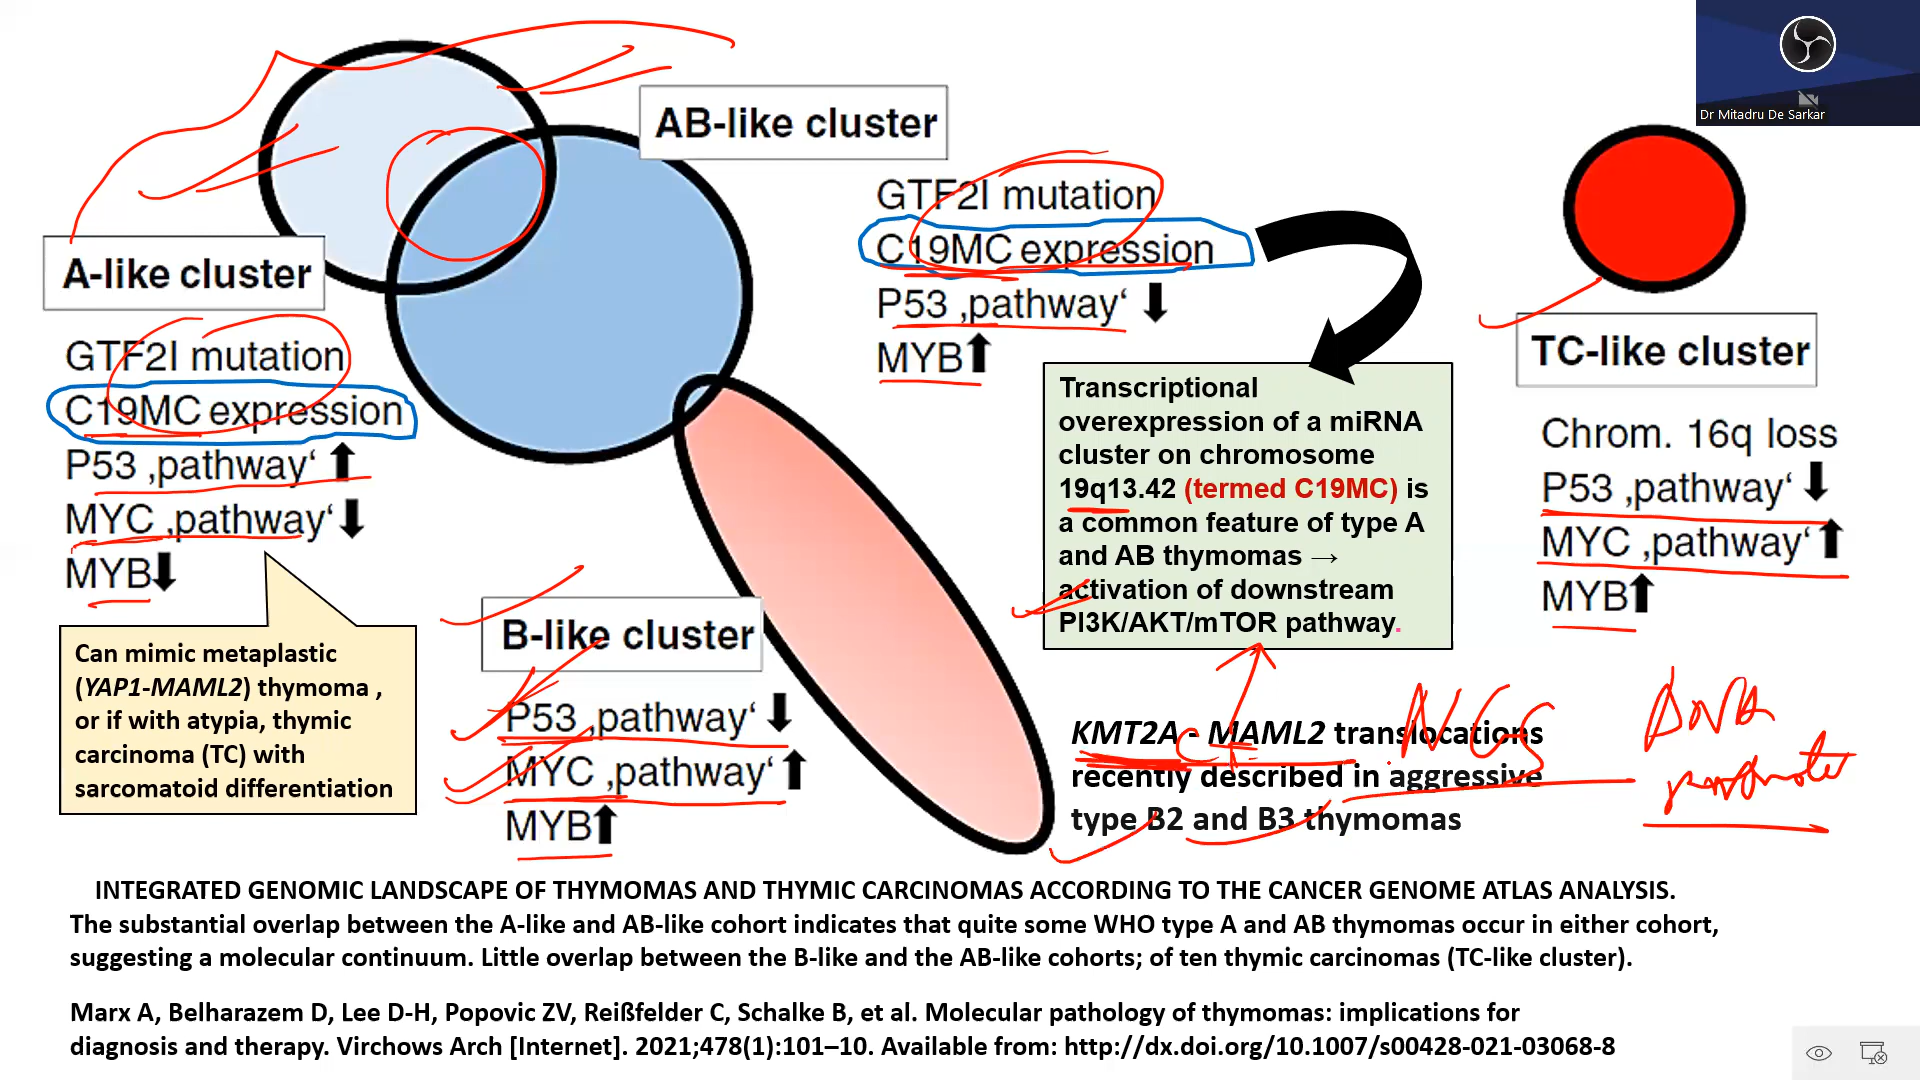 Dr Mitadru De Sarkar
AB-like cluster
GTF2I mutation
C19MC expression
P53 ‚pathway‘
MYB
A-like cluster
GTF2I mutation
C19MC expression
P53 ‚pathway‘
MYC ‚pathway‘
MYB
Can mimic metaplastic
(YAP1-MAML2) thymoma ,
or if with atypia, thymic
carcinoma (TC) with
sarcomatoid differentiation
B-like cluster
P53 ‚pathway‘
MYC ‚pathway‘
MYB
Transcriptional
overexpression of a miRNA
cluster on chromosome
19q13.42 (termed C19MC) is
a common feature of type A
and AB thymomas →
activation of downstream
PI3K/AKT/mTOR pathway.
KMT2A - MAML2 translocations
recently described in aggressive
type B2 and B3 thymomas
NGS
TC-like cluster
Chrom. 16q loss
P53 ‚pathway‘
MYC ‚pathway‘
MYB
INTEGRATED GENOMIC LANDSCAPE OF THYMOMAS AND THYMIC CARCINOMAS ACCORDING TO THE CANCER GENOME ATLAS ANALYSIS.
The substantial overlap between the A-like and AB-like cohort indicates that quite some WHO type A and AB thymomas occur in either cohort,
suggesting a molecular continuum. Little overlap between the B-like and the AB-like cohorts; of ten thymic carcinomas (TC-like cluster).
Marx A, Belharazem D, Lee D-H, Popovic ZV, Reißfelder C, Schalke B, et al. Molecular pathology of thymomas: implications for
diagnosis and therapy. Virchows Arch [Internet]. 2021;478(1):101–10. Available from: http://dx.doi.org/10.1007/s00428-021-03068-8